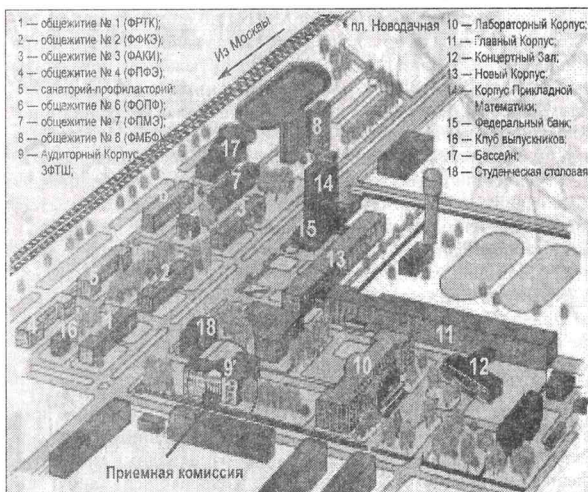 1 — общежитие № 1 (ФРТК);
2 — общежитие № 2 (ФФКЭ);
3 — общежитие № 3 (ФАКИ);
4 — общежитие № 4 (ФПФЭ);
5 — санаторий-профилакторий;
6 — общежитие № 6 (ФОПФ);
7 — общежитие № 7 (ФПМЭ);
8 — общежитие № 8 (ФМБФ);
9 — Аудиторный Корпус
ЗФТШ;
Из Москвы
пл. Новодачная
10 — Лабораторный Корпус;
11 — Главный Корпус;
12 — Концертный Зал;
13 — Новый Корпус;
14 — Корпус Прикладной
Математики;
15 — Федеральный банк;
16 — Клуб выпускников;
17 — Бассейн;
18 — Студенческая столовая
8
17
7
14
3
15
13
2
1
16
18
9
10
11
12
Приемная комиссия